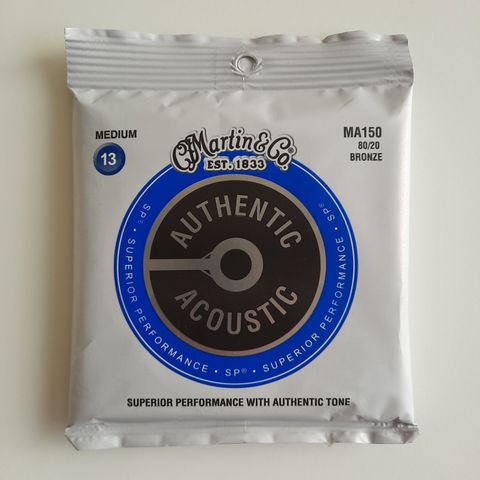 MEDIUM
13
MA150
80/20
BRONZE
C.F. Martin & Co.
EST. 1833
AUTHENTIC
ACOUSTIC
SP® • SUPERIOR PERFORMANCE • SP® • SUPERIOR PERFORMANCE • SP®
SUPERIOR PERFORMANCE WITH AUTHENTIC TONE